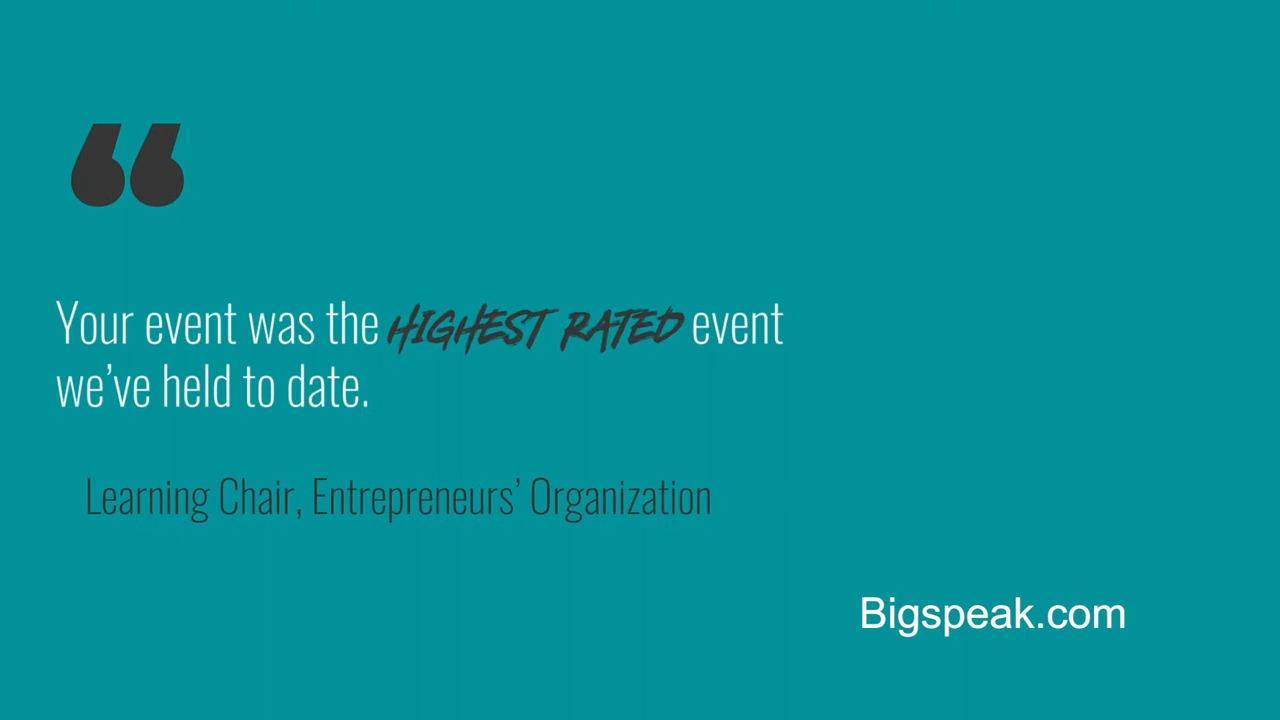 “
Your event was the HIGHEST RATED event
we’ve held to date.
Learning Chair, Entrepreneurs’ Organization
Bigspeak.com